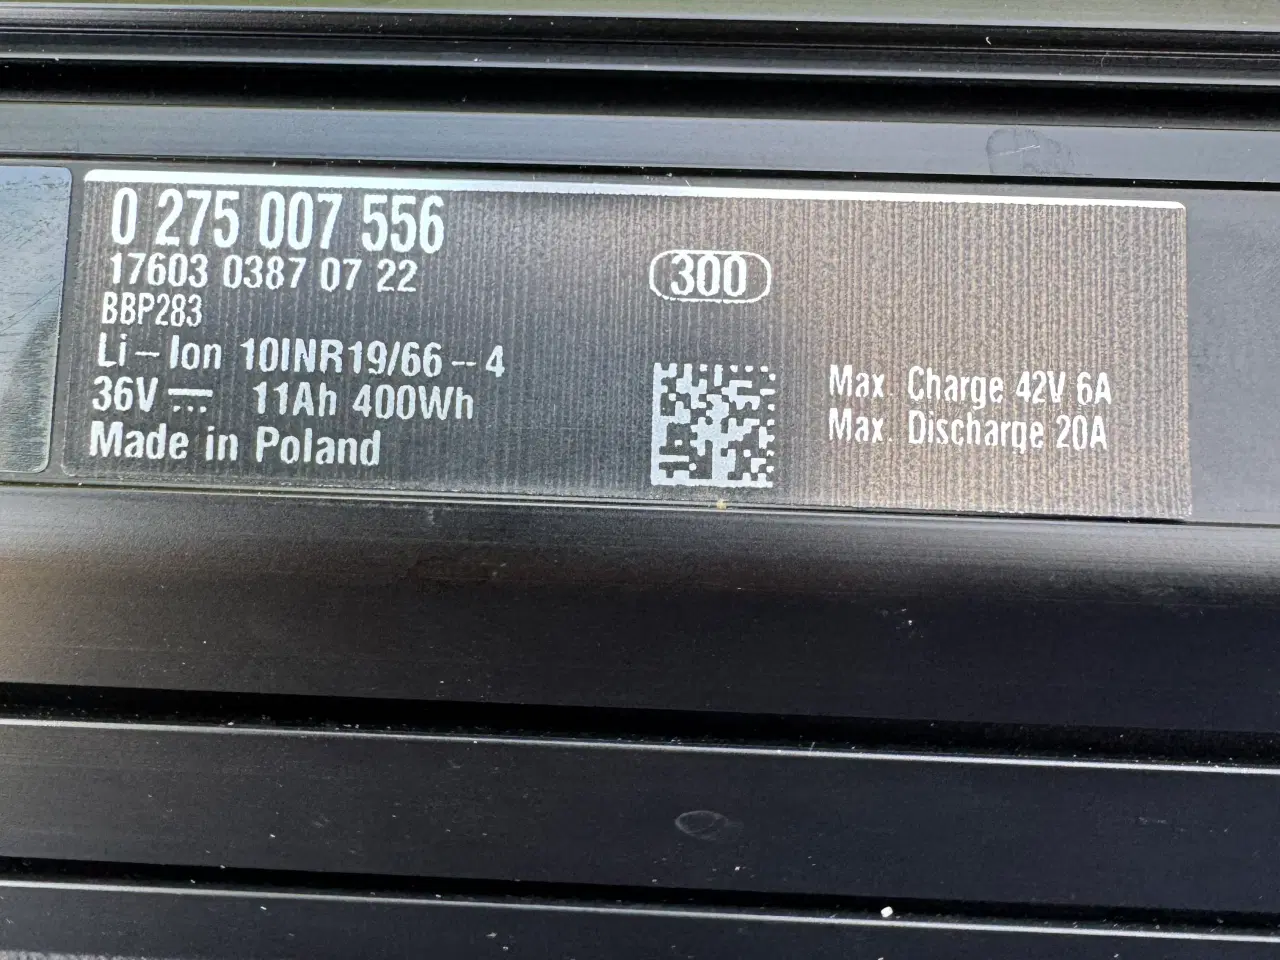 0 275 007 556
17603 0387 07 22
BBP283
Li-Ion 10INR19/66-4
36V 11Ah 400Wh
Made in Poland
300
Max. Charge 42V 6A
Max. Discharge 20A